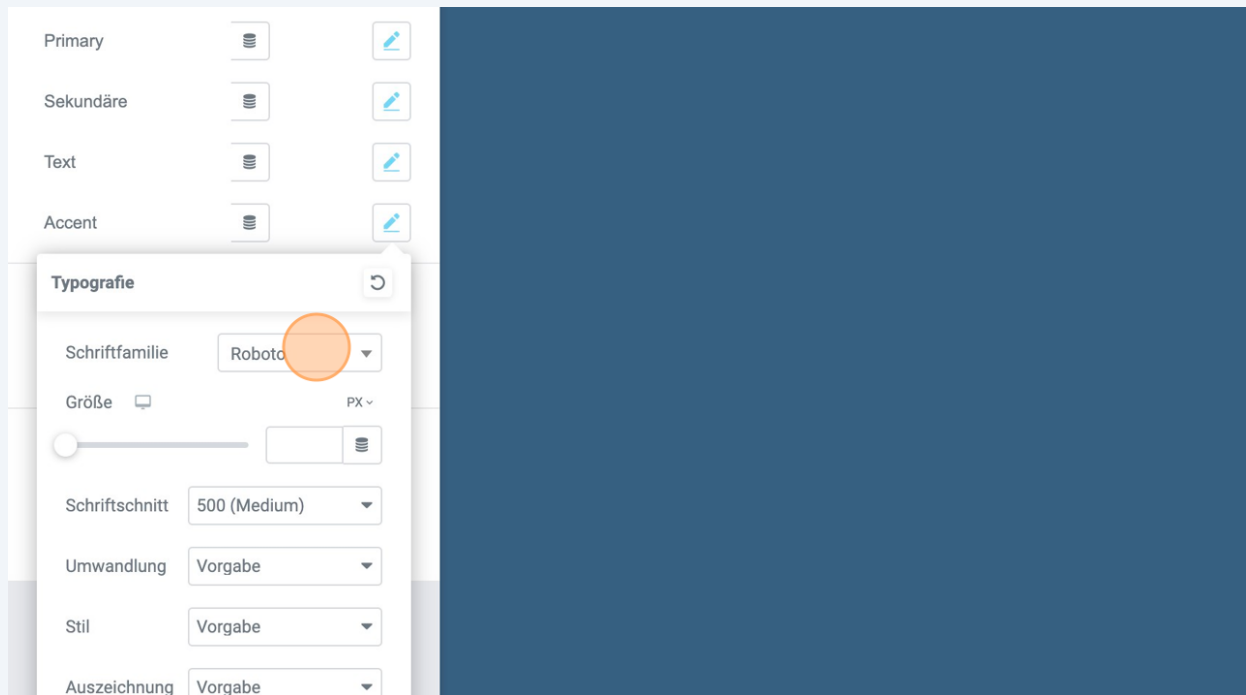 Primary
Sekundäre
Text
Accent
Typografie
Schriftfamilie Roboto
Größe PX
Schriftschnitt 500 (Medium)
Umwandlung Vorgabe
Stil Vorgabe
Auszeichnung Vorgabe